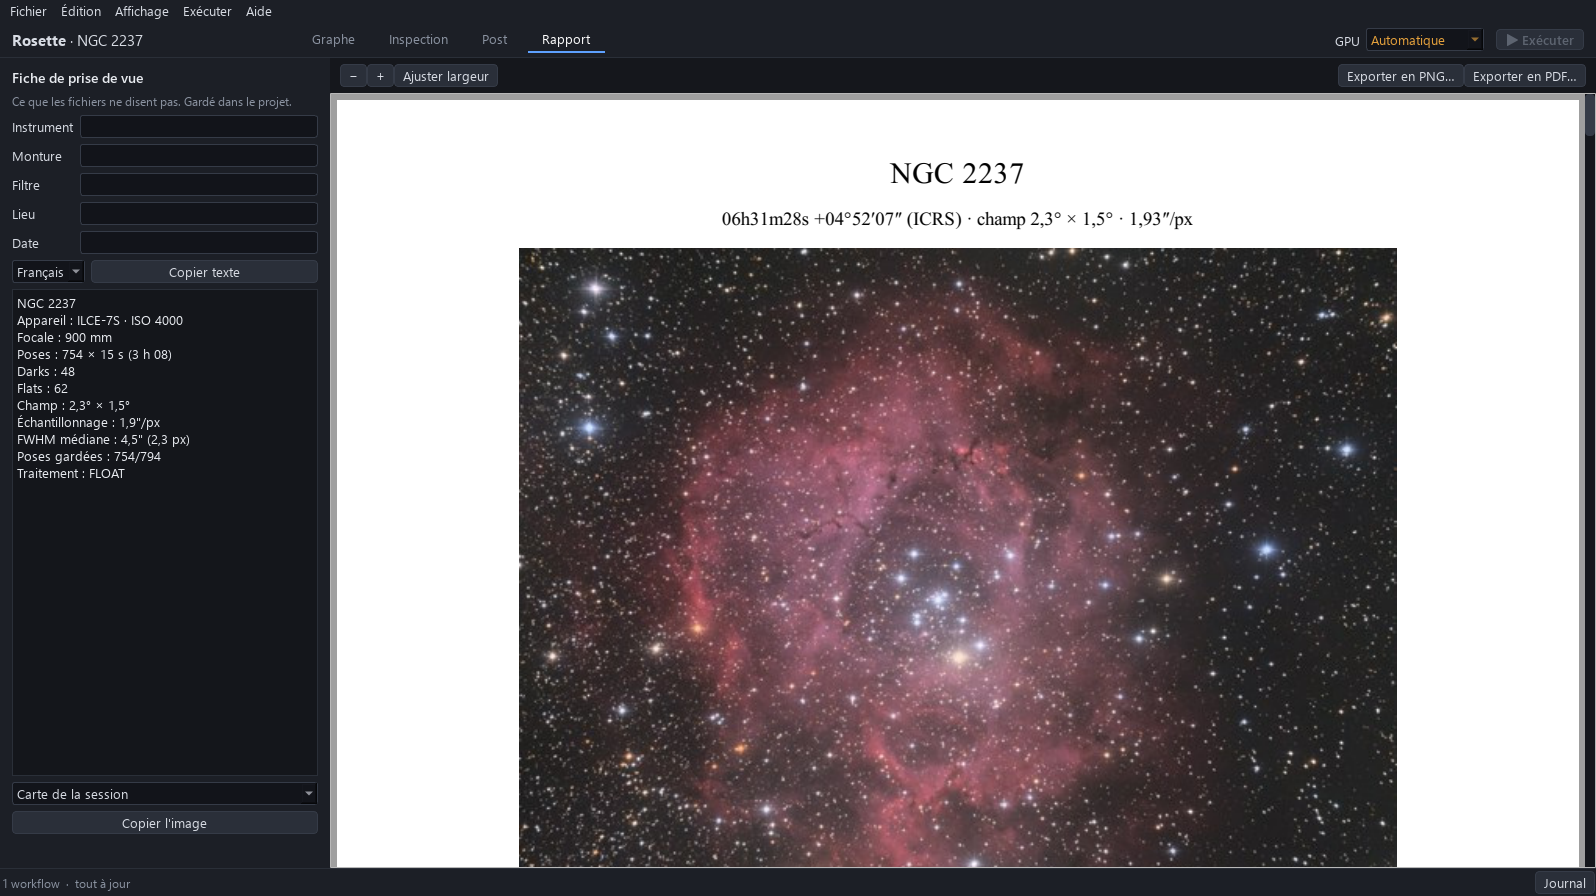 Fichier Édition Affichage Exécuter Aide
Rosette · NGC 2237
Graphe Inspection Post Rapport
GPU Automatique Exécuter
Fiche de prise de vue
Ce que les fichiers ne disent pas. Gardé dans le projet.
Instrument
Monture
Filtre
Lieu
Date
Français Copier texte
NGC 2237
Appareil : ILCE-7S · ISO 4000
Focale : 900 mm
Poses : 754 × 15 s (3 h 08)
Darks : 48
Flats : 62
Champ : 2,3° × 1,5°
Échantillonnage : 1,9"/px
FWHM médiane : 4,5" (2,3 px)
Poses gardées : 754/794
Traitement : FLOAT
Carte de la session
Copier l'image
− + Ajuster largeur
Exporter en PNG... Exporter en PDF...
NGC 2237
06h31m28s +04°52′07″ (ICRS) · champ 2,3° × 1,5° · 1,93″/px
1 workflow · tout à jour
Journal